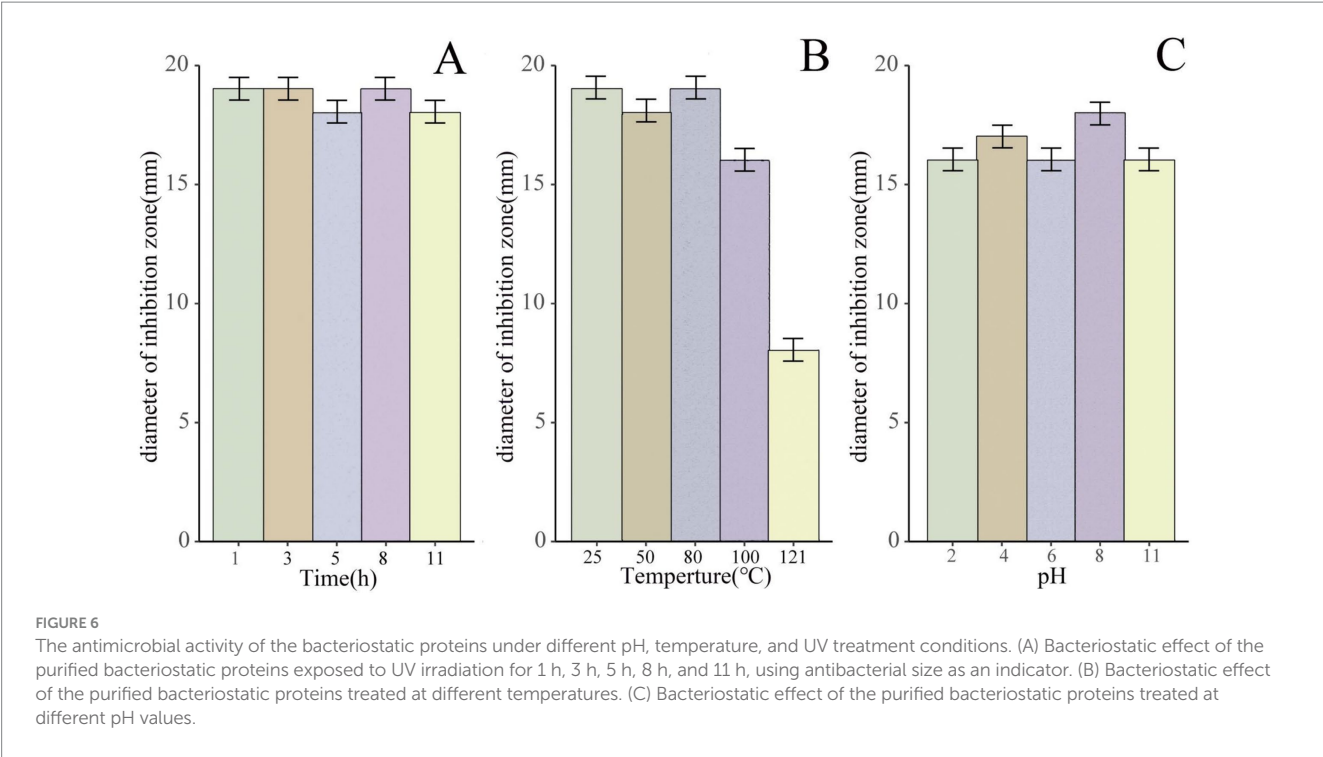 A
20
15
10
5
0
diameter of inhibition zone(mm)
1 3 5 8 11
Time(h)
B
20
15
10
5
0
diameter of inhibition zone(mm)
25 50 80 100 121
Temperture(°C)
C
20
15
10
5
0
diameter of inhibition zone(mm)
2 4 6 8 11
pH
FIGURE 6
The antimicrobial activity of the bacteriostatic proteins under different pH, temperature, and UV treatment conditions. (A) Bacteriostatic effect of the
purified bacteriostatic proteins exposed to UV irradiation for 1 h, 3 h, 5 h, 8 h, and 11 h, using antibacterial size as an indicator. (B) Bacteriostatic effect
of the purified bacteriostatic proteins treated at different temperatures. (C) Bacteriostatic effect of the purified bacteriostatic proteins treated at
different pH values.